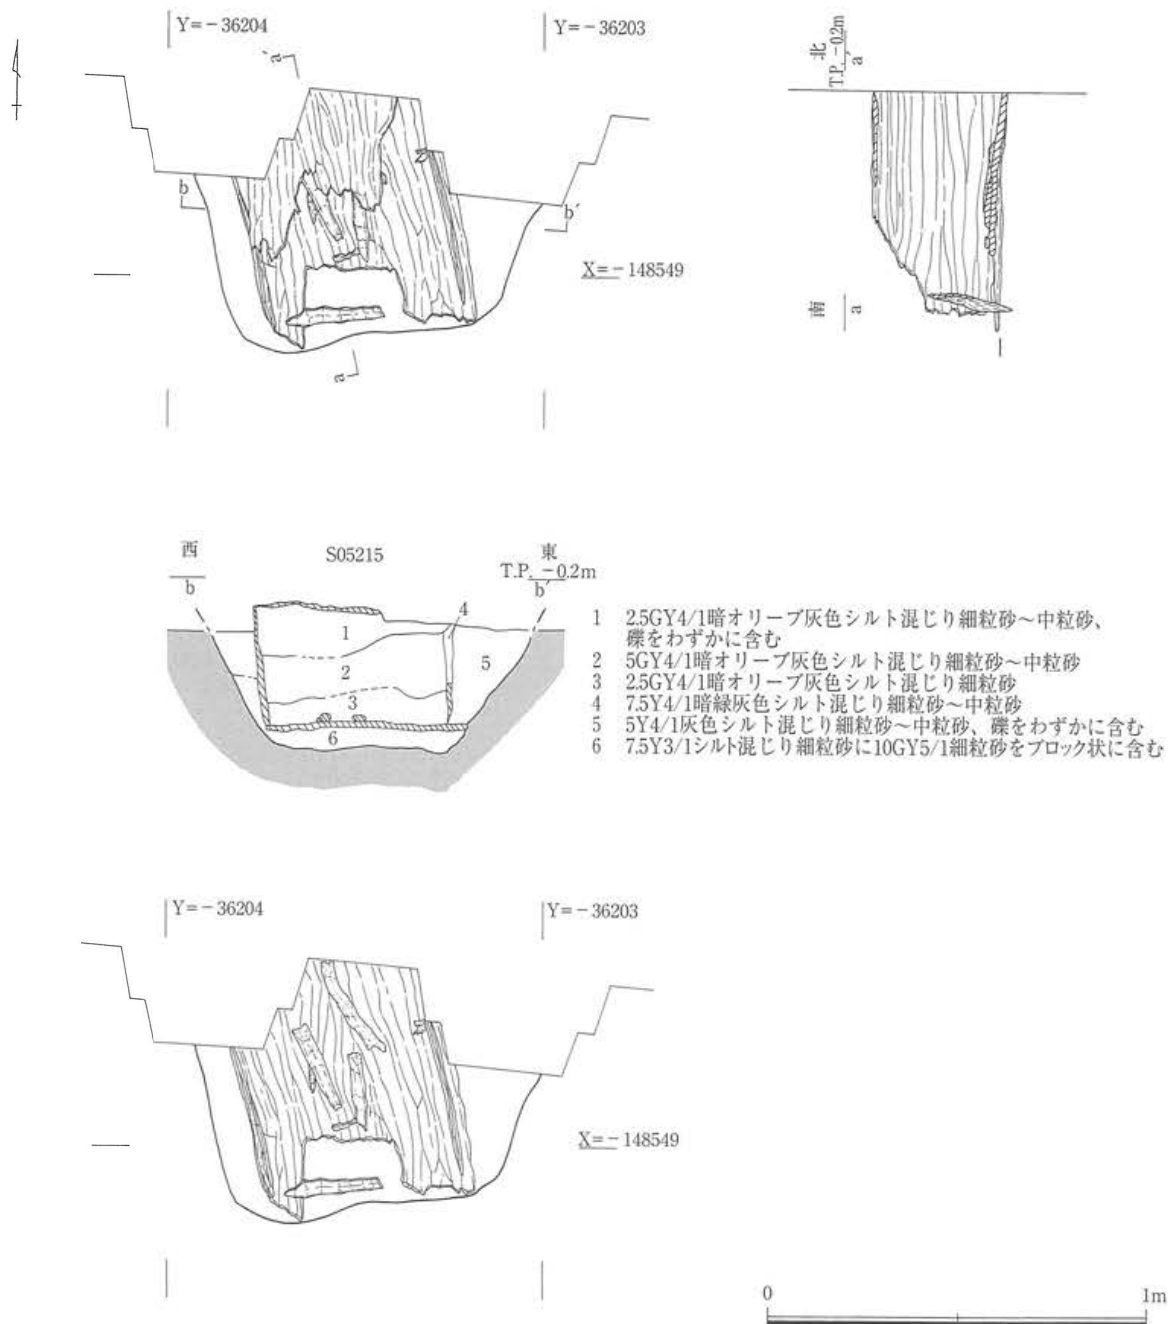 Y=－36204
Y=－36203
a′
北
T.P. －0.2m
a′
b
b′
X=－148549
南
a
a
西
S05215
東
b
T.P. －0.2m
b′
4
1
5
2
3
6
1 2.5GY4/1暗オリーブ灰色シルト混じり細粒砂～中粒砂、
礫をわずかに含む
2 5GY4/1暗オリーブ灰色シルト混じり細粒砂～中粒砂
3 2.5GY4/1暗オリーブ灰色シルト混じり細粒砂
4 7.5Y4/1暗緑灰色シルト混じり細粒砂～中粒砂
5 5Y4/1灰色シルト混じり細粒砂～中粒砂、礫をわずかに含む
6 7.5Y3/1シルト混じり細粒砂に10GY5/1細粒砂をブロック状に含む
Y=－36204
Y=－36203
X=－148549
0
1m